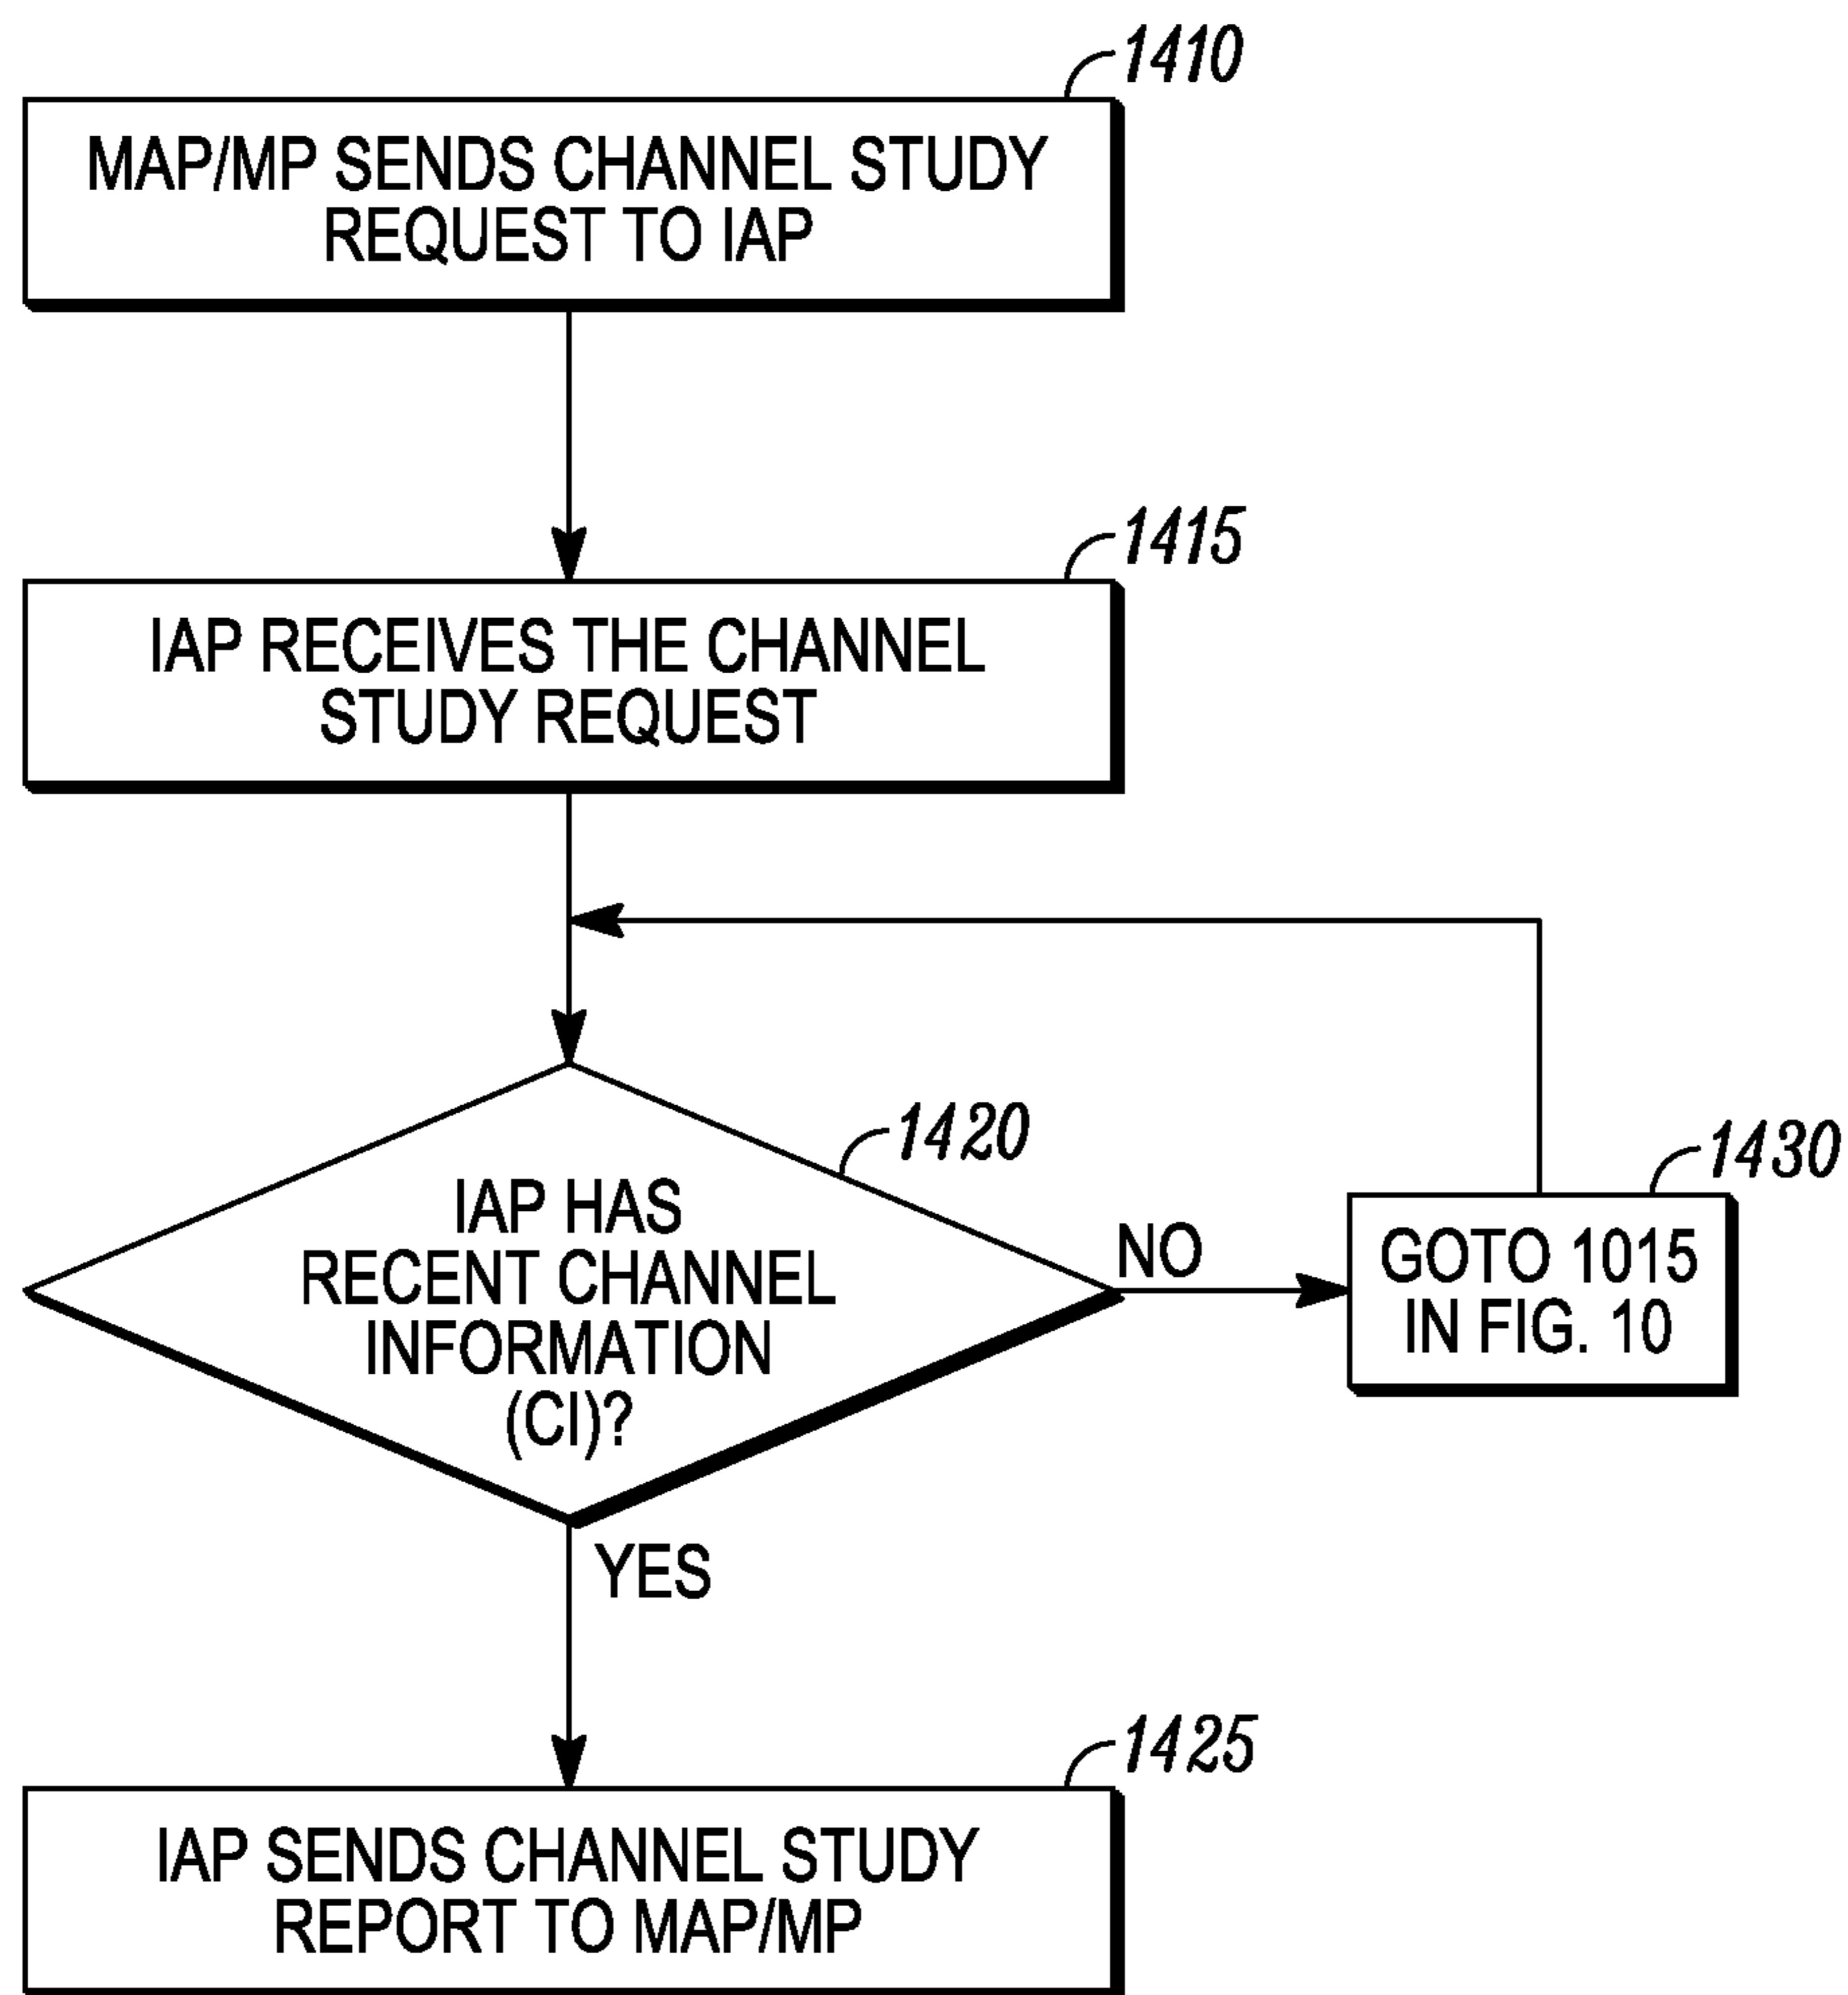 1410
MAP/MP SENDS CHANNEL STUDY
REQUEST TO IAP
1415
IAP RECEIVES THE CHANNEL
STUDY REQUEST
1420
IAP HAS
RECENT CHANNEL
INFORMATION
(CI)?
NO
1430
GOTO 1015
IN FIG. 10
YES
1425
IAP SENDS CHANNEL STUDY
REPORT TO MAP/MP